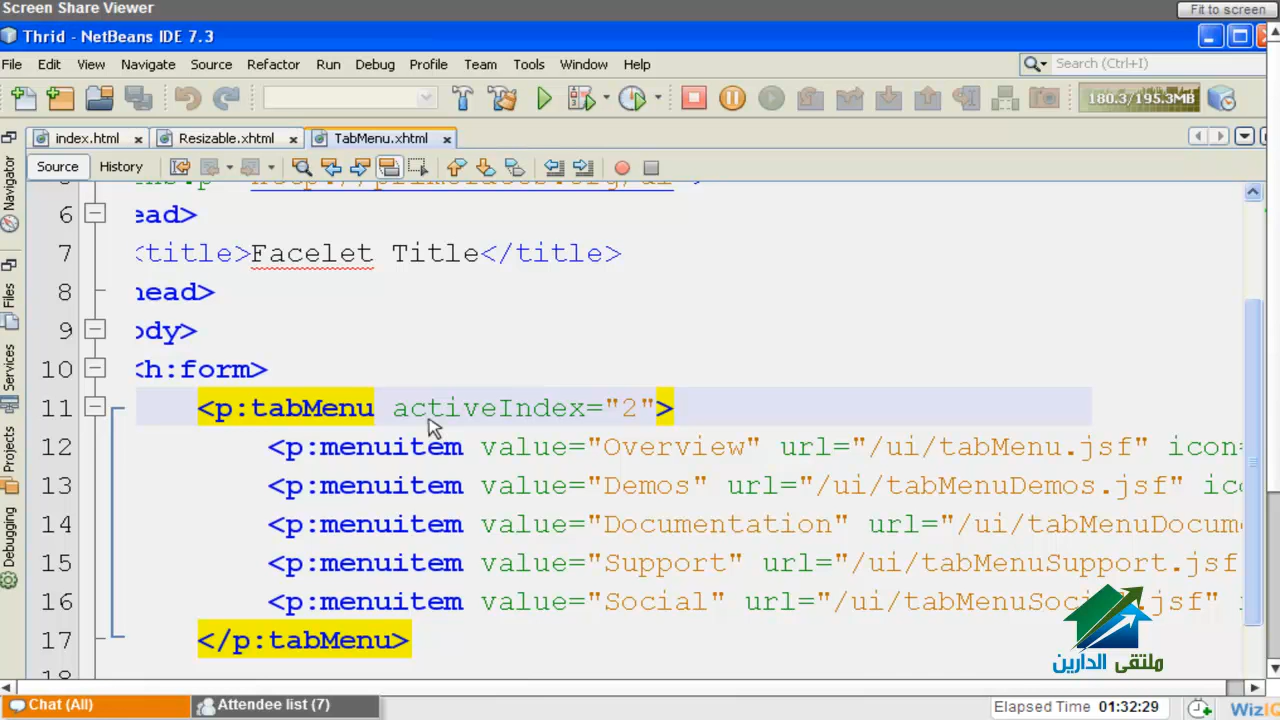 Screen Share Viewer
Fit to screen
Thrid - NetBeans IDE 7.3
File Edit View Navigate Source Refactor Run Debug Profile Team Tools Window Help
Search (Ctrl+I)
180.3/195.3MB
index.html Resizable.xhtml TabMenu.xhtml
Source History
Navigator
Files
Services
Projects
Debugging
6 ead>
7 <title>Facelet Title</title>
8 head>
9 ody>
10 <h:form>
11 <p:tabMenu activeIndex="2">
12 <p:menuitem value="Overview" url="/ui/tabMenu.jsf" icon=
13 <p:menuitem value="Demos" url="/ui/tabMenuDemos.jsf" ico
14 <p:menuitem value="Documentation" url="/ui/tabMenuDocum
15 <p:menuitem value="Support" url="/ui/tabMenuSupport.jsf
16 <p:menuitem value="Social" url="/ui/tabMenuSoc .jsf" i
17 </p:tabMenu>
ملتقى الدارين
Chat (All) Attendee list (7)
Elapsed Time 01:32:29
WizIQ